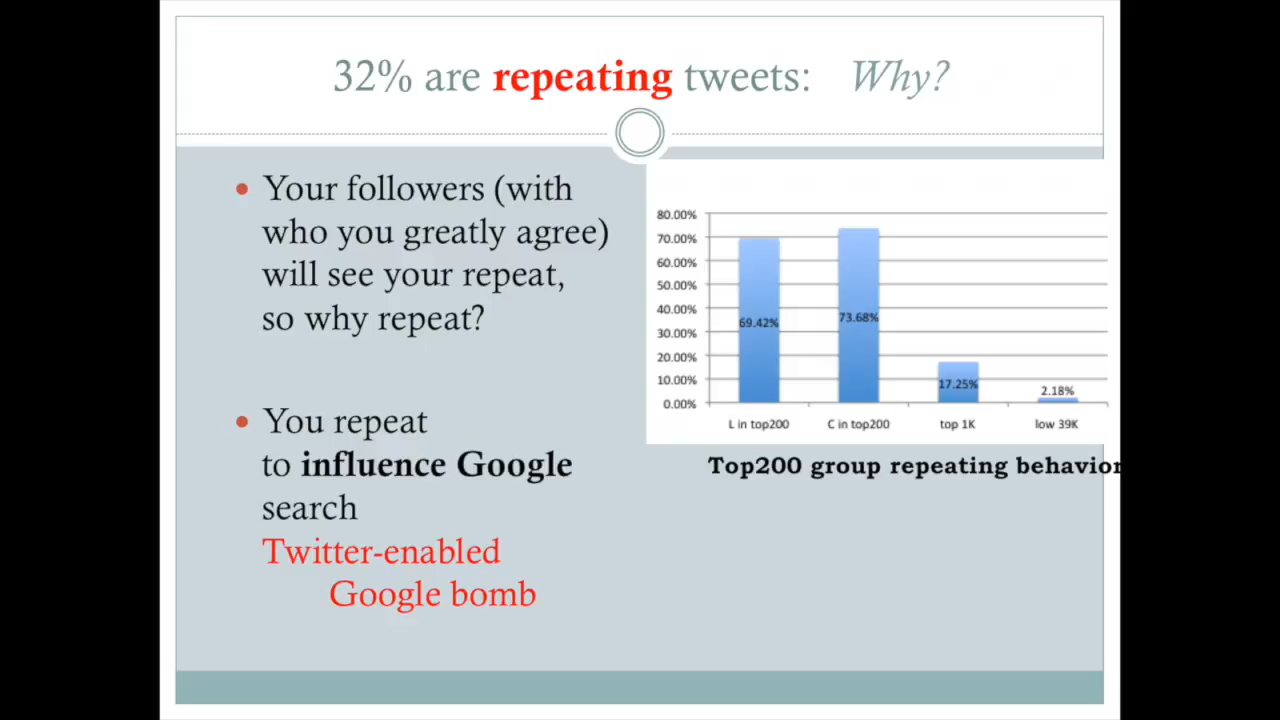 32% are repeating tweets: Why?
• Your followers (with
who you greatly agree)
will see your repeat,
so why repeat?
• You repeat
to influence Google
search
Twitter-enabled
Google bomb
80.00%
70.00%
60.00%
50.00%
40.00%
30.00%
20.00%
10.00%
0.00%
69.42%
73.68%
17.25%
2.18%
L in top200
C in top200
top 1K
low 39K
Top200 group repeating behavior